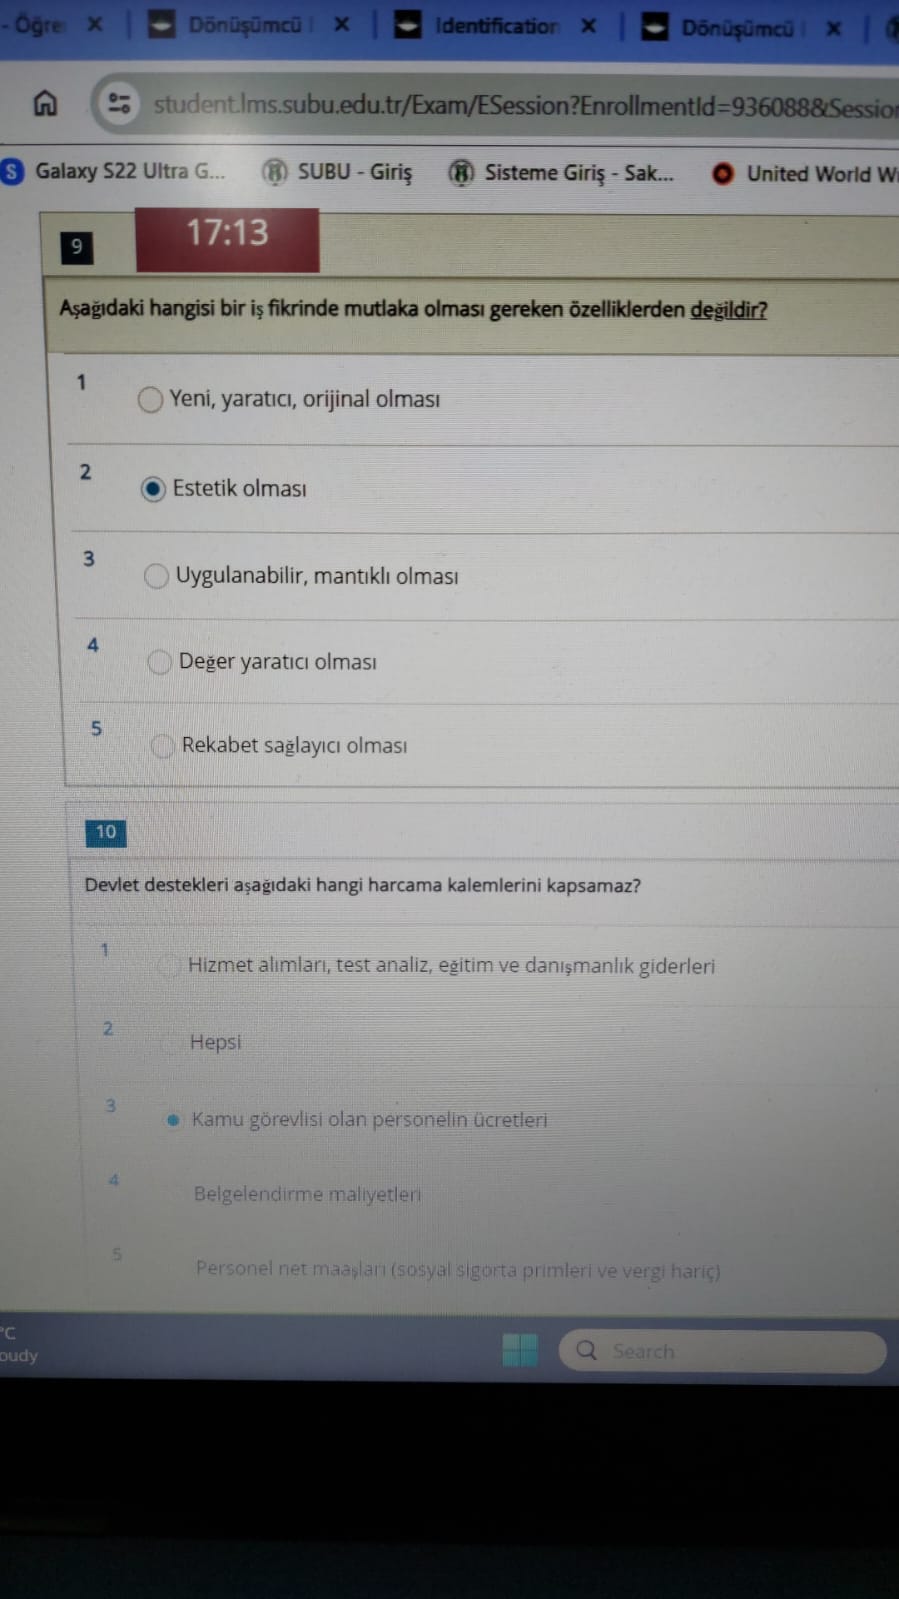 - Öğre
Dönüşümcü
Identification
Dönüşümcü
student.lms.subu.edu.tr/Exam/ESession?EnrollmentId=936088&Session
S Galaxy S22 Ultra G...
SUBU - Giriş
Sisteme Giriş - Sak...
United World W
9
17:13
Aşağıdaki hangisi bir iş fikrinde mutlaka olması gereken özelliklerden değildir?
1 Yeni, yaratıcı, orijinal olması
2 Estetik olması
3 Uygulanabilir, mantıklı olması
4 Değer yaratıcı olması
5 Rekabet sağlayıcı olması
10
Devlet destekleri aşağıdaki hangi harcama kalemlerini kapsamaz?
1 Hizmet alımları, test analiz, eğitim ve danışmanlık giderleri
2 Hepsi
3 Kamu görevlisi olan personelin ücretleri
4 Belgelendirme maliyetleri
5 Personel net maaşları (sosyal sigorta primleri ve vergi hariç)
°C
oudy
Search